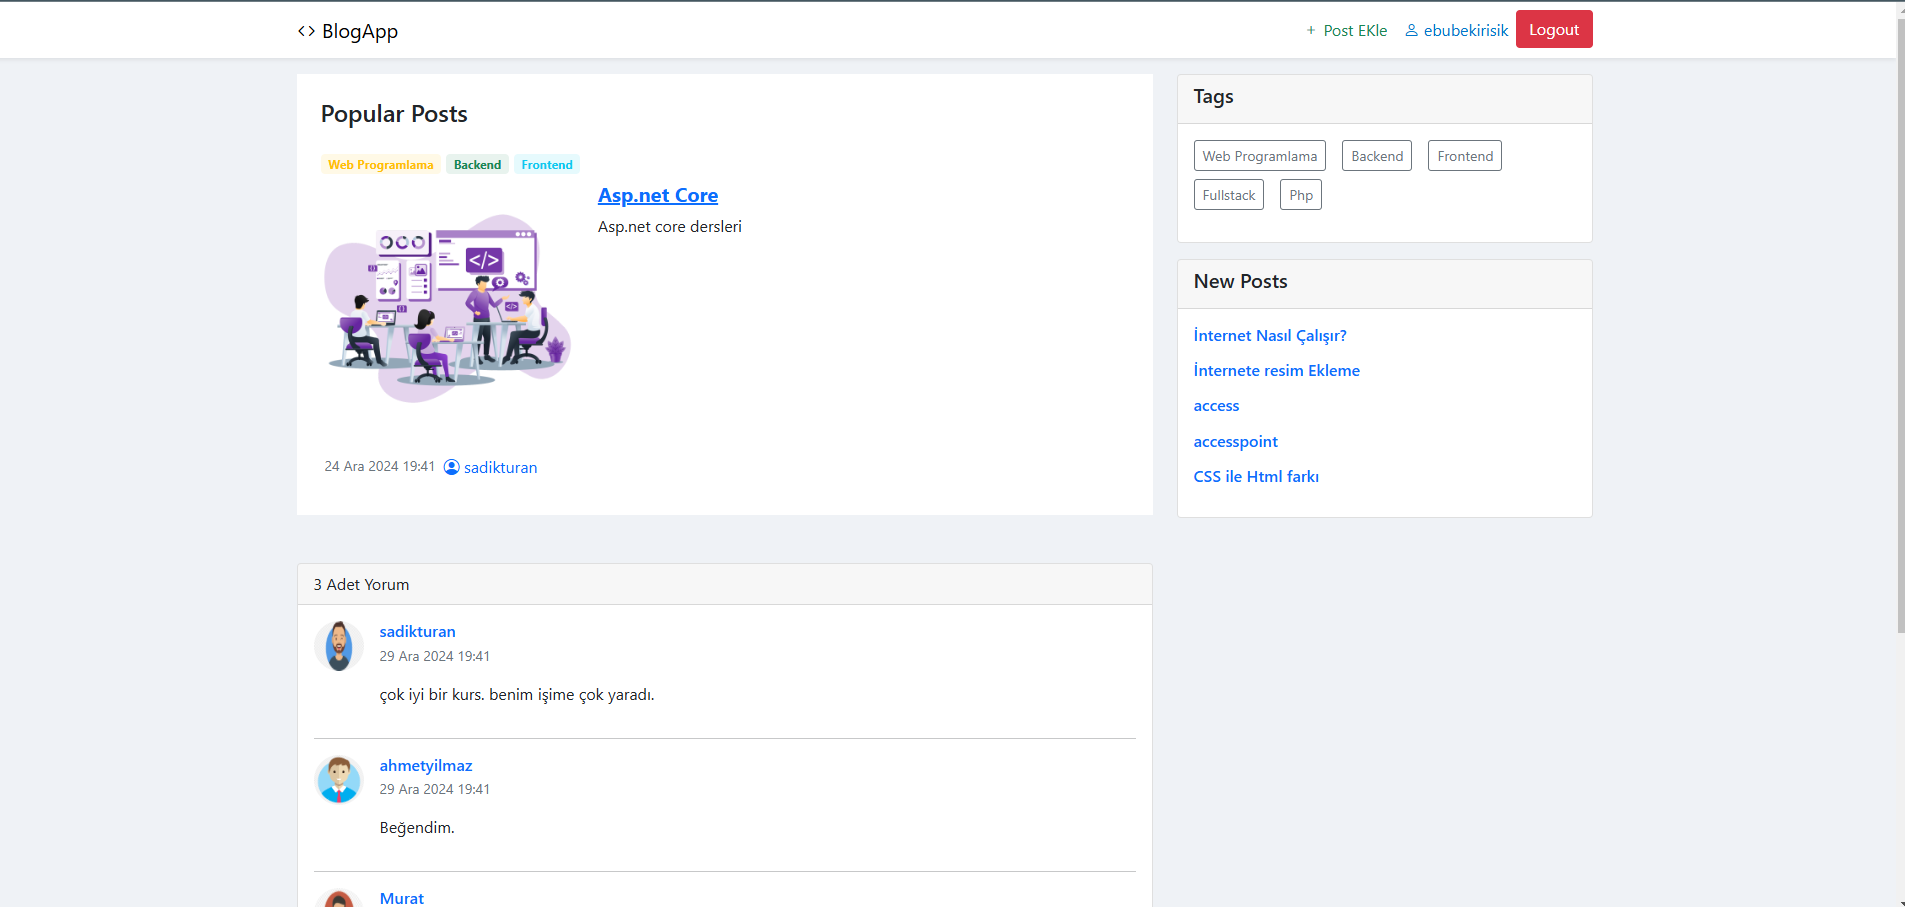 <> BlogApp
+ Post EKle ebubekirisik Logout
Popular Posts
Web Programlama Backend Frontend
Asp.net Core
Asp.net core dersleri
24 Ara 2024 19:41 sadikturan
Tags
Web Programlama Backend Frontend
Fullstack Php
New Posts
İnternet Nasıl Çalışır?
İnternete resim Ekleme
access
accesspoint
CSS ile Html farkı
3 Adet Yorum
sadikturan
29 Ara 2024 19:41
çok iyi bir kurs. benim işime çok yaradı.
ahmetyilmaz
29 Ara 2024 19:41
Beğendim.
Murat